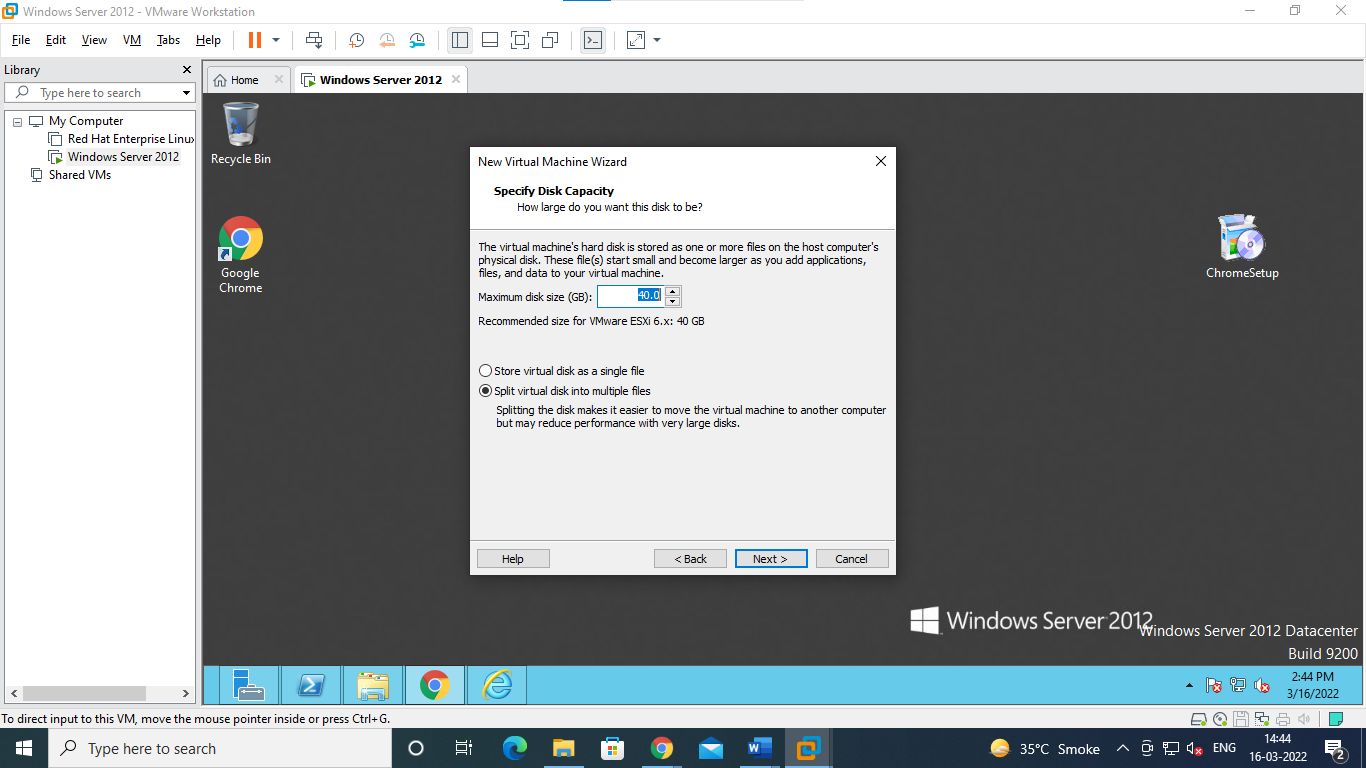 Windows Server 2012 - VMware Workstation
File Edit View VM Tabs Help
Library
Type here to search
My Computer
Red Hat Enterprise Linux
Windows Server 2012
Shared VMs
Home
Windows Server 2012
Recycle Bin
Google
Chrome
ChromeSetup
New Virtual Machine Wizard
Specify Disk Capacity
How large do you want this disk to be?
The virtual machine's hard disk is stored as one or more files on the host computer's
physical disk. These file(s) start small and become larger as you add applications,
files, and data to your virtual machine.
Maximum disk size (GB): 40.0
Recommended size for VMware ESXi 6.x: 40 GB
Store virtual disk as a single file
Split virtual disk into multiple files
Splitting the disk makes it easier to move the virtual machine to another computer
but may reduce performance with very large disks.
Help
< Back
Next >
Cancel
Windows Server 2012
Windows Server 2012 Datacenter
Build 9200
2:44 PM
3/16/2022
To direct input to this VM, move the mouse pointer inside or press Ctrl+G.
Type here to search
35°C Smoke
ENG
14:44
16-03-2022
2